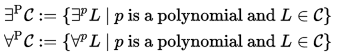 ∃ᴾ𝒞 := {∃ᵖL | p is a polynomial and L ∈ 𝒞}
∀ᴾ𝒞 := {∀ᵖL | p is a polynomial and L ∈ 𝒞}